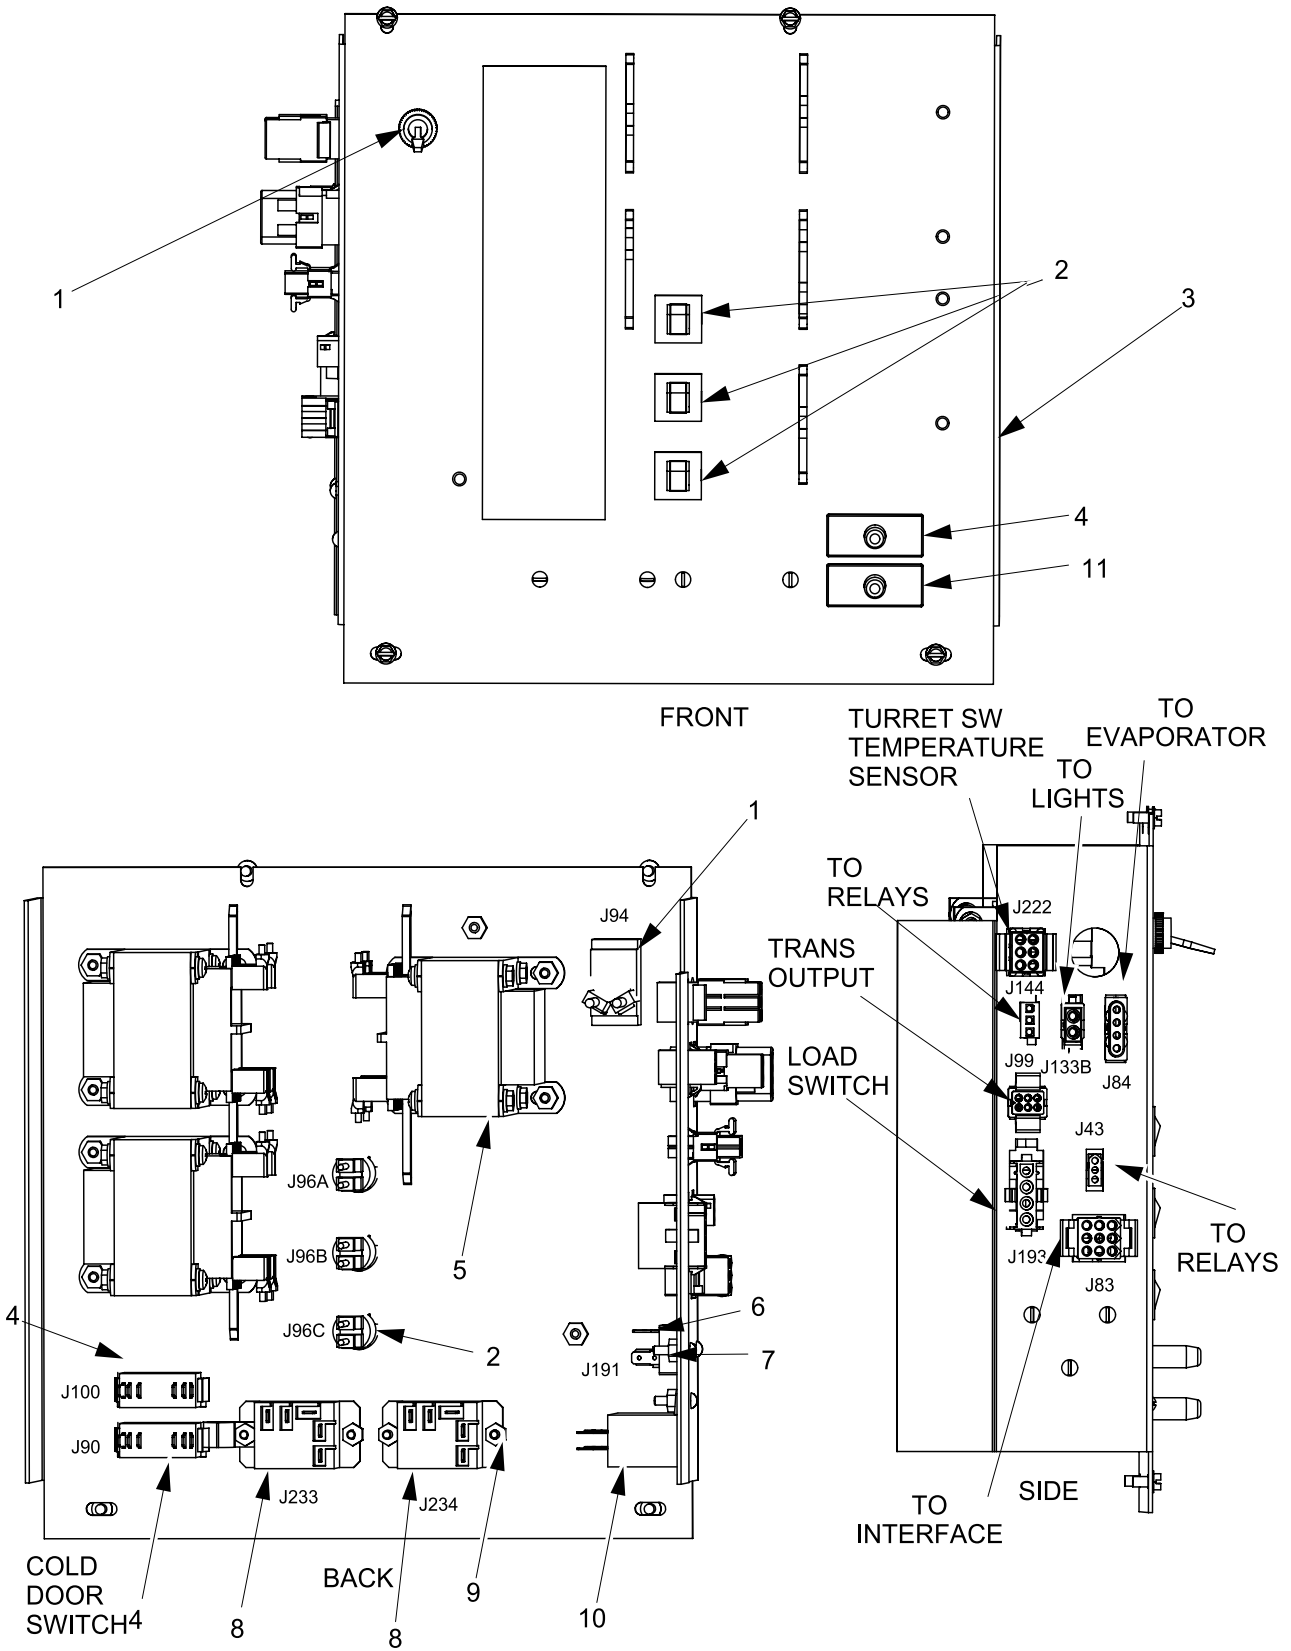 1
2
3
4
11
FRONT
TURRET SW
TEMPERATURE
SENSOR
TO
EVAPORATOR
TO
LIGHTS
TO
RELAYS
TRANS
OUTPUT
LOAD
SWITCH
J222
J144
J99
J133B
J84
J43
J193
J83
TO
RELAYS
TO
INTERFACE
SIDE
1
J94
J96A
J96B
J96C
5
4
2
6
7
J191
J100
J90
J233
J234
COLD
DOOR
SWITCH
4
8
BACK
8
9
10